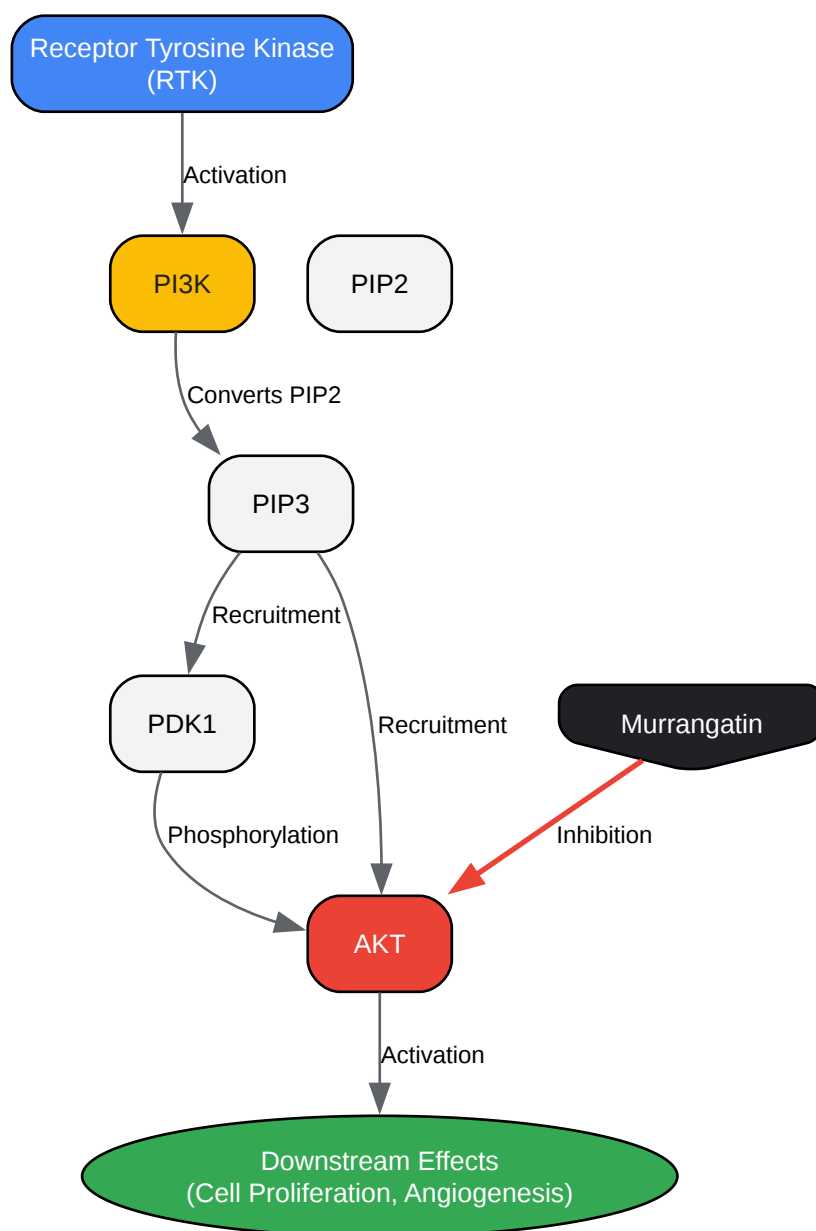 Receptor Tyrosine Kinase
(RTK)
Activation
PI3K
PIP2
Converts PIP2
PIP3
Recruitment
PDK1
Recruitment
Murrangatin
Phosphorylation
Inhibition
AKT
Activation
Downstream Effects
(Cell Proliferation, Angiogenesis)